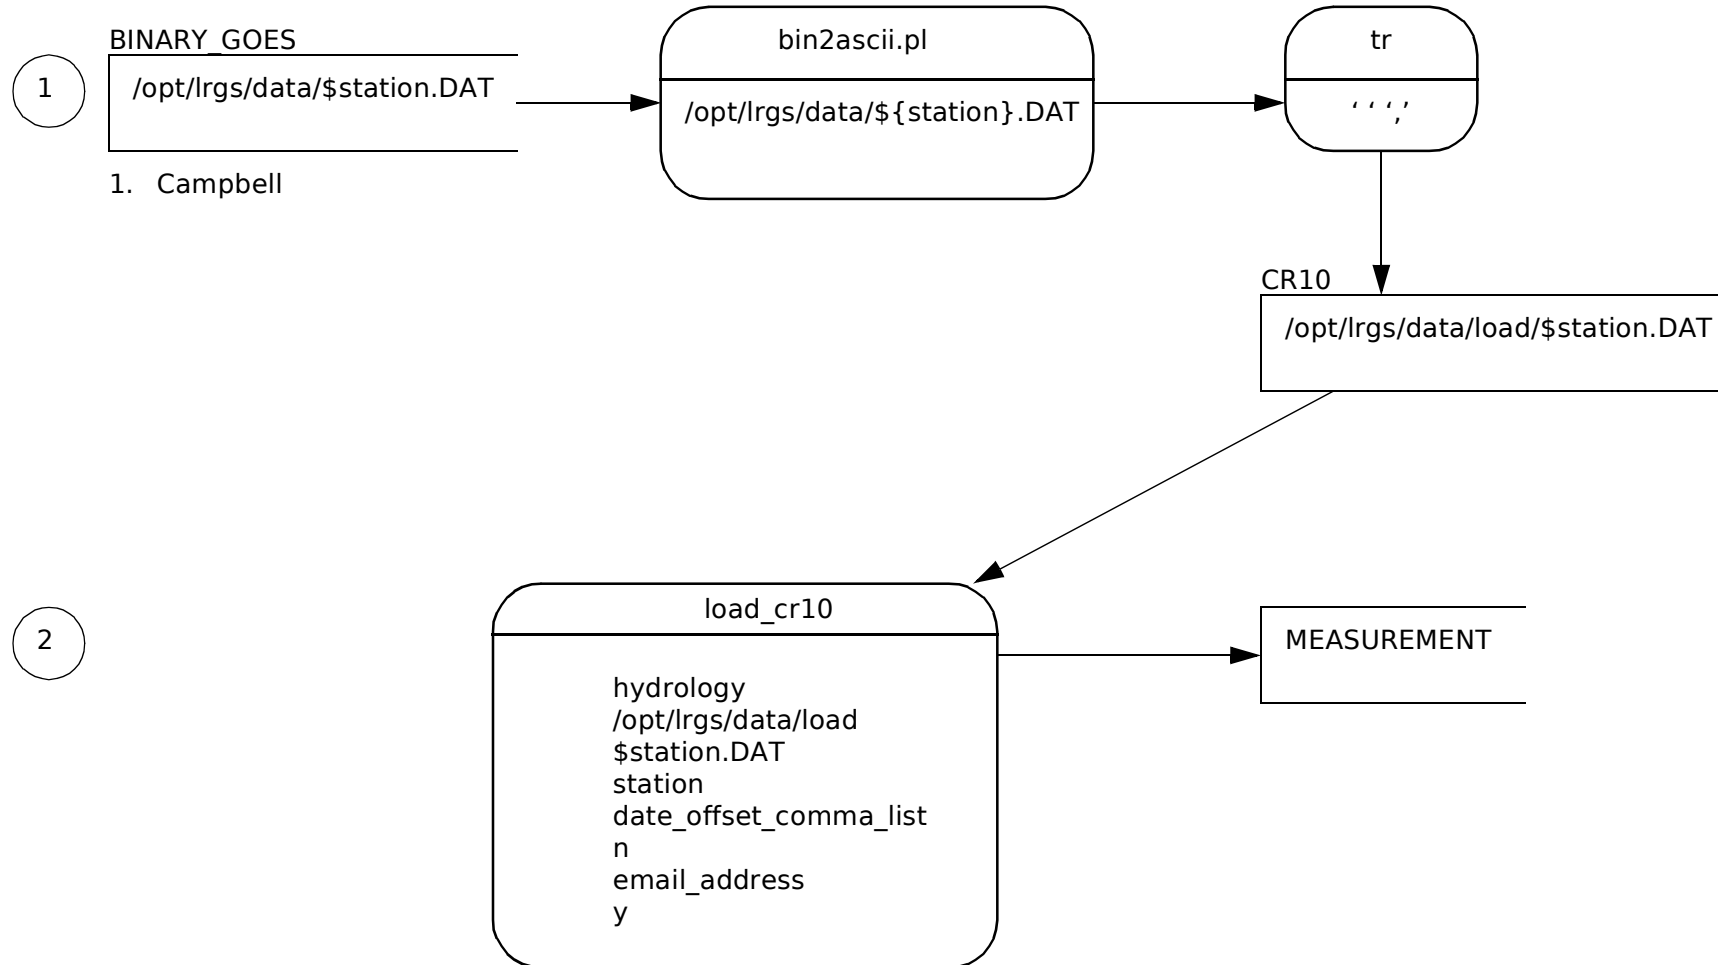 BINARY_GOES
1
/opt/lrgs/data/$station.DAT
1. Campbell
bin2ascii.pl
/opt/lrgs/data/${station}.DAT
tr
‘ ‘ ‘,’
CR10
/opt/lrgs/data/load/$station.DAT
2
load_cr10
hydrology
/opt/lrgs/data/load
$station.DAT
station
date_offset_comma_list
n
email_address
y
MEASUREMENT